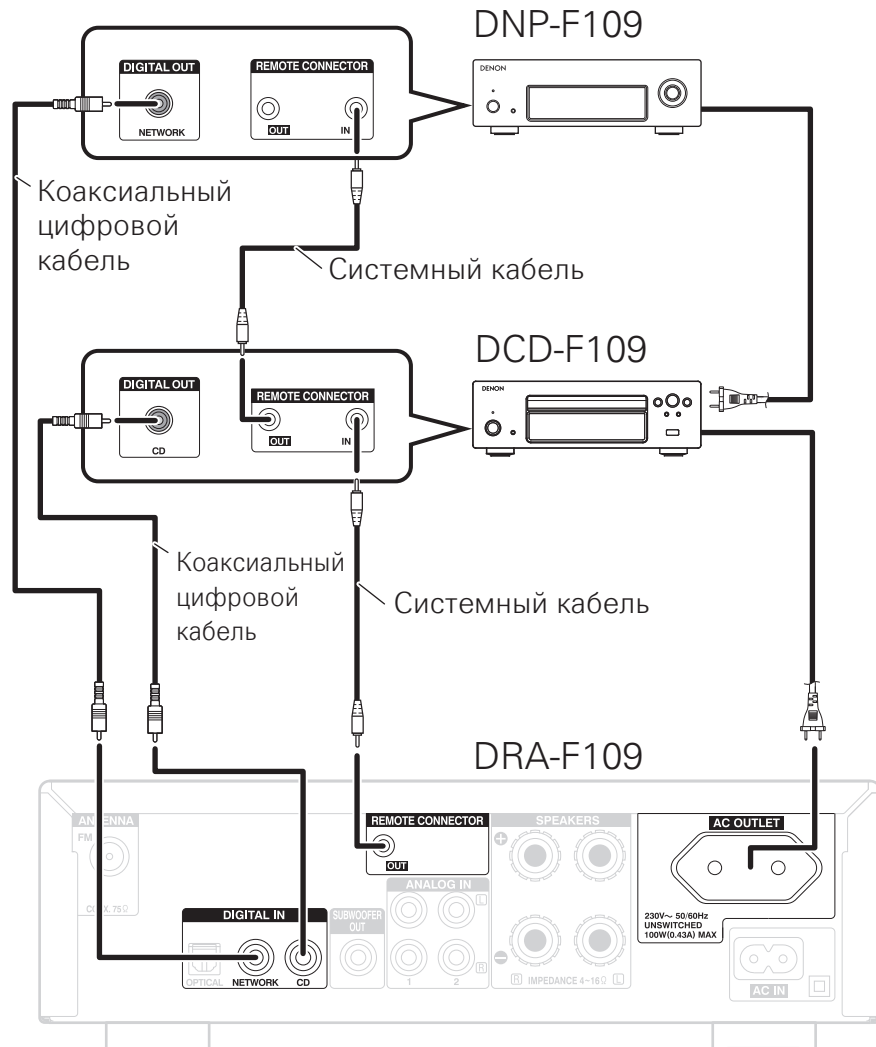 DNP-F109
DIGITAL OUT
REMOTE CONNECTOR
DENON
NETWORK
OUT
IN
Коаксиальный
цифровой
кабель
Системный кабель
DCD-F109
DIGITAL OUT
REMOTE CONNECTOR
DENON
CD
OUT
IN
Коаксиальный
цифровой
кабель
Системный кабель
DRA-F109
ANTENNA
FM
COAX. 75Ω
REMOTE CONNECTOR
OUT
SPEAKERS
AC OUTLET
230V～ 50/60Hz
UNSWITCHED
100W(0.43A) MAX
ANALOG IN
L
R
1
2
DIGITAL IN
OPTICAL
NETWORK
CD
SUBWOOFER
OUT
R IMPEDANCE 4~16Ω L
AC IN